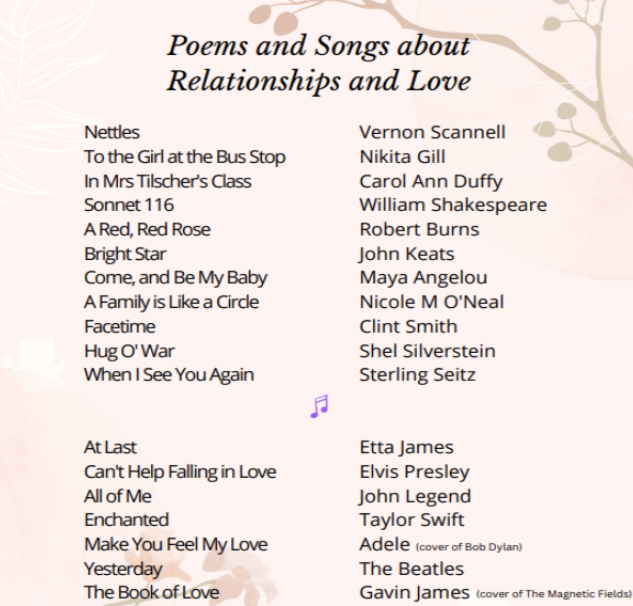 Poems and Songs about
Relationships and Love
Nettles Vernon Scannell
To the Girl at the Bus Stop Nikita Gill
In Mrs Tilscher's Class Carol Ann Duffy
Sonnet 116 William Shakespeare
A Red, Red Rose Robert Burns
Bright Star John Keats
Come, and Be My Baby Maya Angelou
A Family is Like a Circle Nicole M O'Neal
Facetime Clint Smith
Hug O' War Shel Silverstein
When I See You Again Sterling Seitz
At Last Etta James
Can't Help Falling in Love Elvis Presley
All of Me John Legend
Enchanted Taylor Swift
Make You Feel My Love Adele (cover of Bob Dylan)
Yesterday The Beatles
The Book of Love Gavin James (cover of The Magnetic Fields)